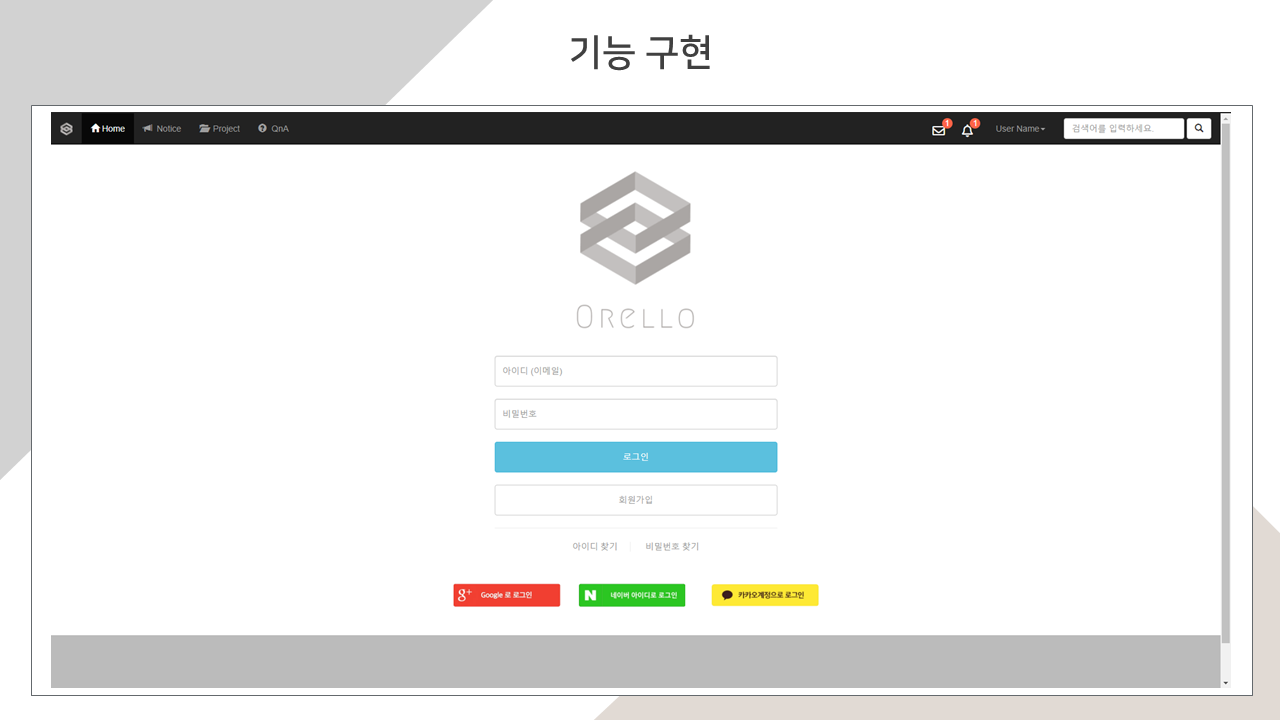 기능 구현
Home Notice Project QnA 1 1 User Name 검색어를 입력하세요.
Orello
아이디 (이메일)
비밀번호
로그인
회원가입
아이디 찾기 비밀번호 찾기
g+ Google 로 로그인 N 네이버 아이디로 로그인 카카오계정으로 로그인